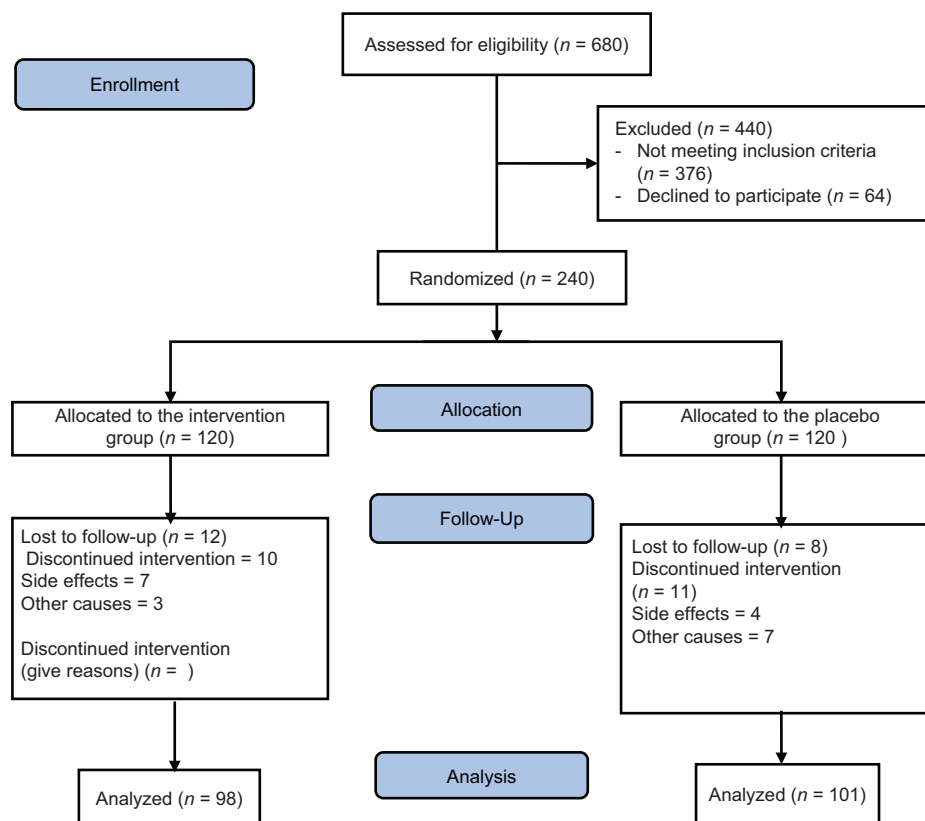 Assessed for eligibility (n = 680)
Enrollment
Excluded (n = 440)
- Not meeting inclusion criteria
(n = 376)
- Declined to participate (n = 64)
Randomized (n = 240)
Allocated to the intervention
group (n = 120)
Allocation
Allocated to the placebo
group (n = 120 )
Follow-Up
Lost to follow-up (n = 12)
Discontinued intervention = 10
Side effects = 7
Other causes = 3
Discontinued intervention
(give reasons) (n = )
Lost to follow-up (n = 8)
Discontinued intervention
(n = 11)
Side effects = 4
Other causes = 7
Analysis
Analyzed (n = 98)
Analyzed (n = 101)